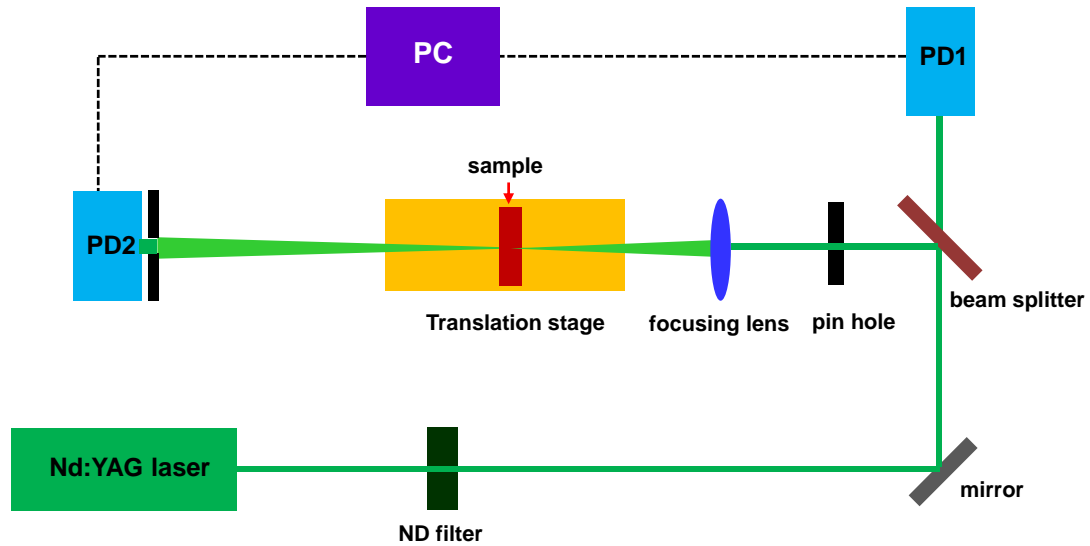 PC
PD1
sample
PD2
beam splitter
Translation stage
focusing lens
pin hole
Nd:YAG laser
mirror
ND filter